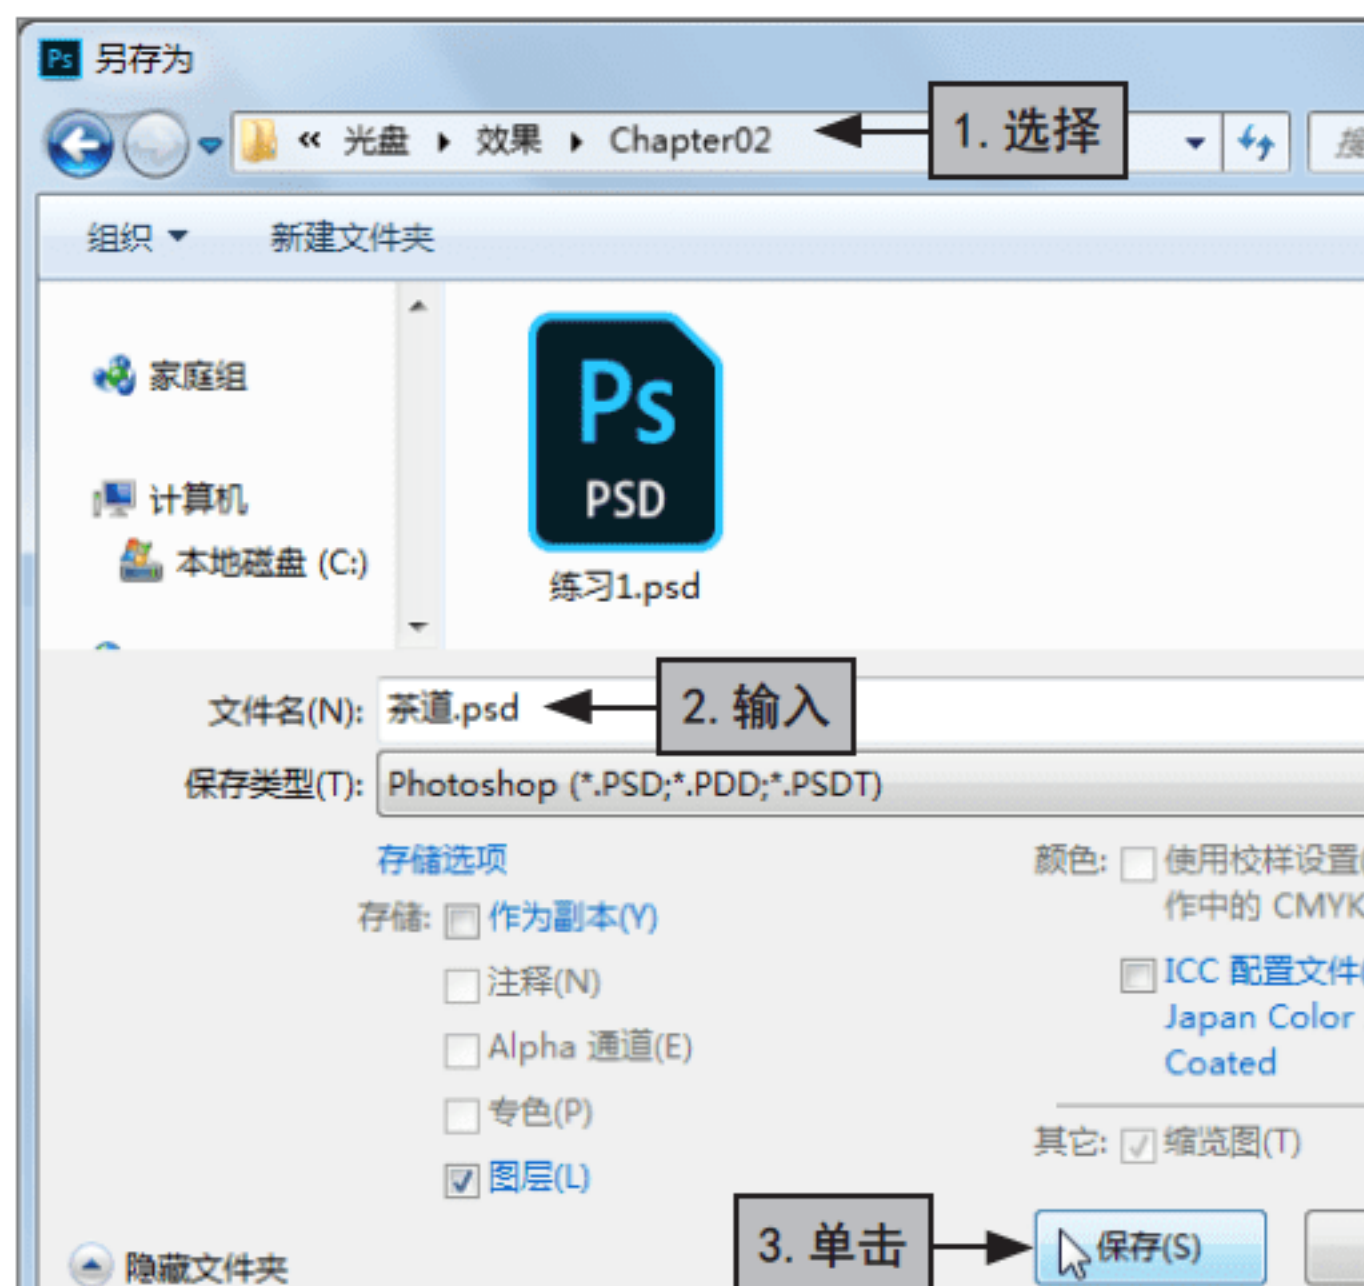 Ps 另存为
« 光盘 ▸ 效果 ▸ Chapter02
1. 选择
组织 新建文件夹
家庭组
计算机
本地磁盘 (C:)
Ps
PSD
练习1.psd
文件名(N): 茶道.psd
2. 输入
保存类型(T): Photoshop (*.PSD;*.PDD;*.PSDT)
存储选项
存储: 作为副本(Y)
注释(N)
Alpha 通道(E)
专色(P)
图层(L)
颜色: 使用校样设置(
作中的 CMYK
ICC 配置文件(
Japan Color
Coated
其它: 缩览图(T)
3. 单击
保存(S)
隐藏文件夹